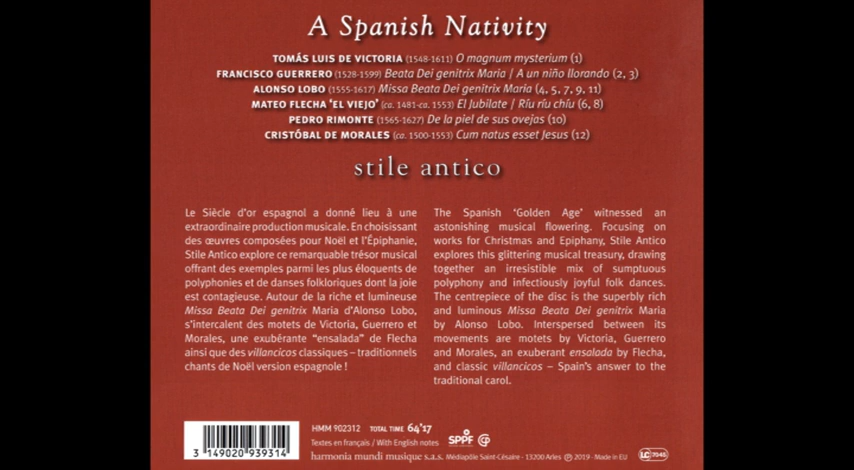 A Spanish Nativity
TOMÁS LUIS DE VICTORIA (1548-1611) O magnum mysterium (1)
FRANCISCO GUERRERO (1528-1599) Beata Dei genitrix Maria / A un niño llorando (2, 3)
ALONSO LOBO (1555-1617) Missa Beata Dei genitrix Maria (4, 5, 7, 9, 11)
MATEO FLECHA ‘EL VIEJO’ (ca. 1481-ca. 1553) El Jubilate / Ríu ríu chíu (6, 8)
PEDRO RIMONTE (1565-1627) De la piel de sus ovejas (10)
CRISTÓBAL DE MORALES (ca. 1500-1553) Cum natus esset Jesus (12)
stile antico
Le Siècle d'or espagnol a donné lieu à une
extraordinaire production musicale. En choisissant
des œuvres composées pour Noël et l'Épiphanie,
Stile Antico explore ce remarquable trésor musical
offrant des exemples parmi les plus éloquents de
polyphonies et de danses folkloriques dont la joie
est contagieuse. Autour de la riche et lumineuse
Missa Beata Dei genitrix Maria d'Alonso Lobo,
s'intercalent des motets de Victoria, Guerrero et
Morales, une exubérante “ensalada” de Flecha
ainsi que des villancicos classiques – traditionnels
chants de Noël version espagnole !
The Spanish ‘Golden Age’ witnessed an
astonishing musical flowering. Focusing on
works for Christmas and Epiphany, Stile Antico
explores this glittering musical treasury, drawing
together an irresistible mix of sumptuous
polyphony and infectiously joyful folk dances.
The centrepiece of the disc is the superbly rich
and luminous Missa Beata Dei genitrix Maria
by Alonso Lobo. Interspersed between its
movements are motets by Victoria, Guerrero
and Morales, an exuberant ensalada by Flecha,
and classic villancicos – Spain's answer to the
traditional carol.
3 149020 939314
HMM 902312 TOTAL TIME 64'17
Textes en français / With English notes
SPPF
harmonia mundi musique s.a.s. Médiapôle Saint-Césaire - 13200 Arles ℗ 2019 - Made in EU
LC 7045